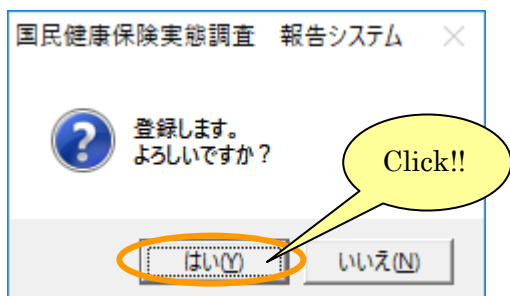 国民健康保険実態調査　報告システム
登録します。
よろしいですか？
Click!!
はい(Y)
いいえ(N)